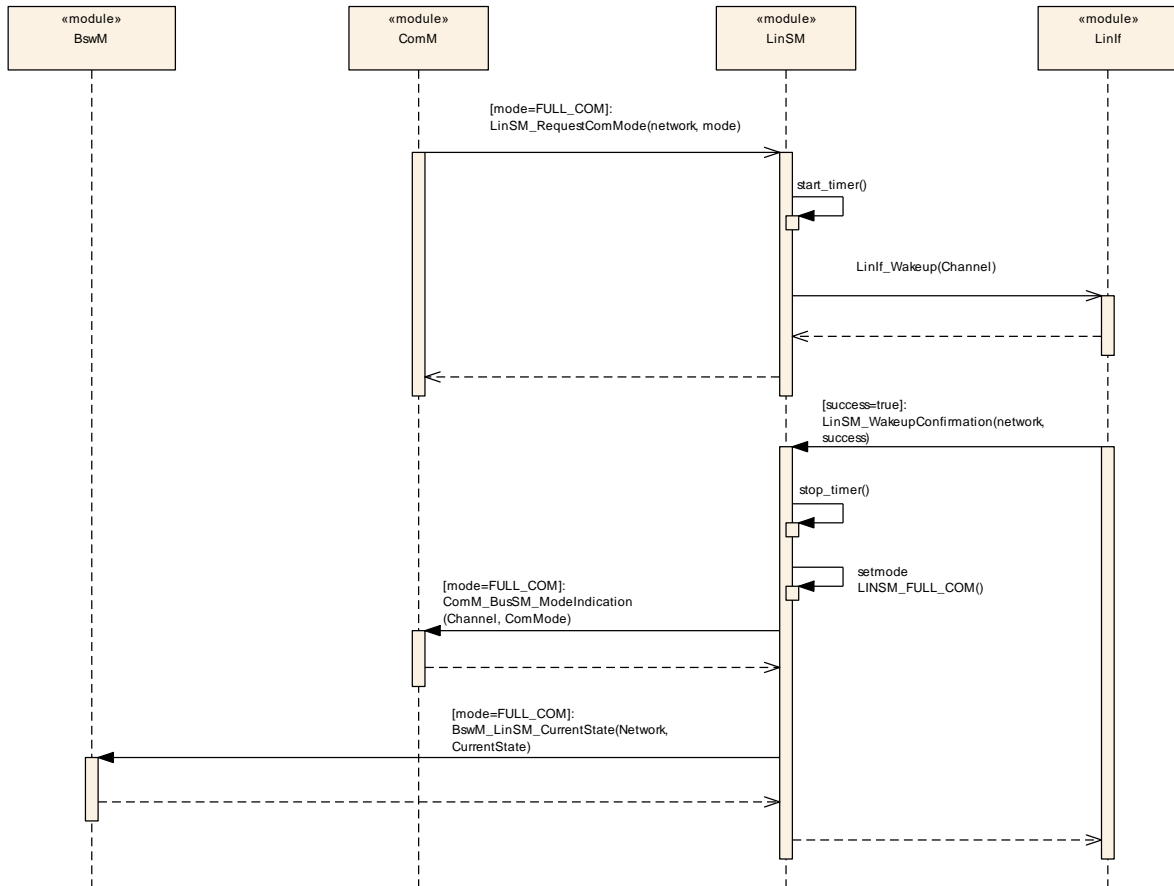 «module»
BswM
«module»
ComM
«module»
LinSM
«module»
LinIf
[mode=FULL_COM]:
LinSM_RequestComMode(network, mode)
start_timer()
LinIf_Wakeup(Channel)
[success=true]:
LinSM_WakeupConfirmation(network,
success)
stop_timer()
setmode
LINSM_FULL_COM()
[mode=FULL_COM]:
ComM_BusSM_ModeIndication
(Channel, ComMode)
[mode=FULL_COM]:
BswM_LinSM_CurrentState(Network,
CurrentState)